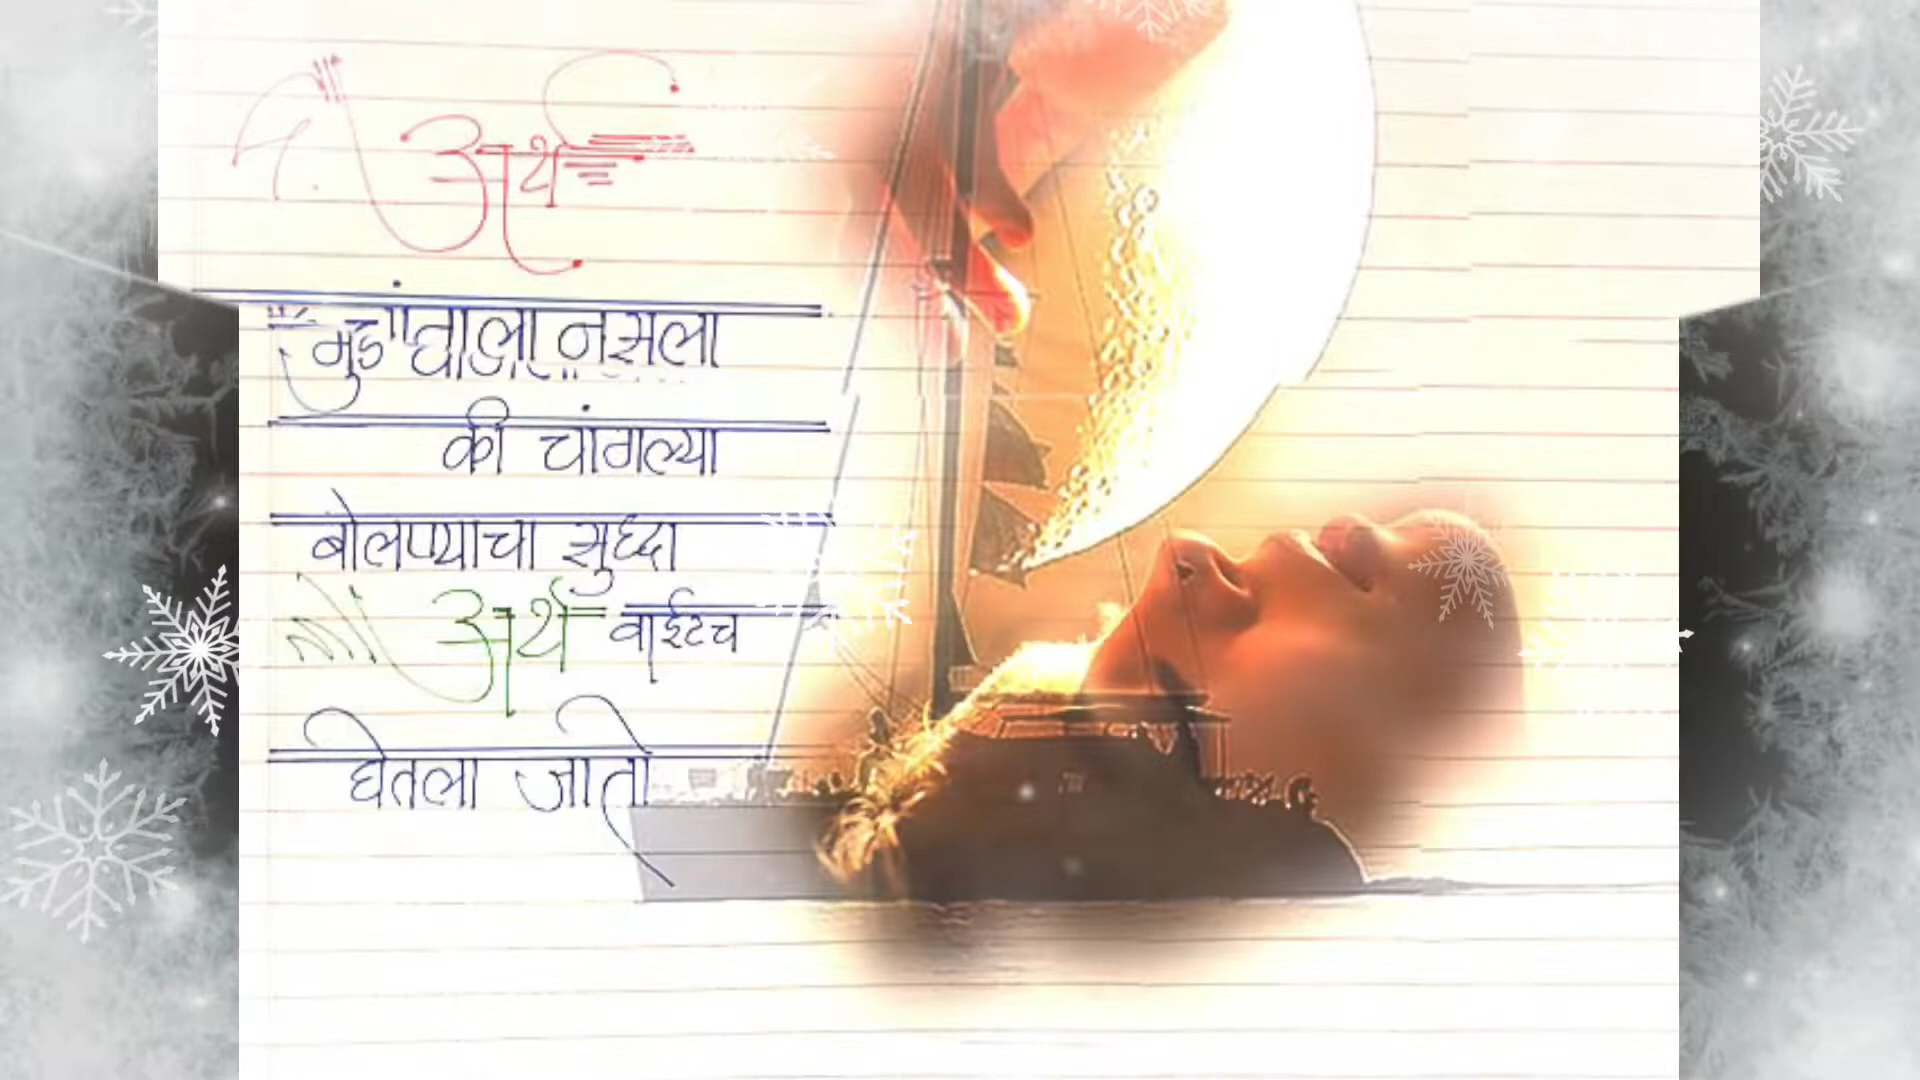 अर्थ
नसला
की चांगल्या
बोलण्याचा सुध्दा
अर्थ वाईटच
घेतला जातो